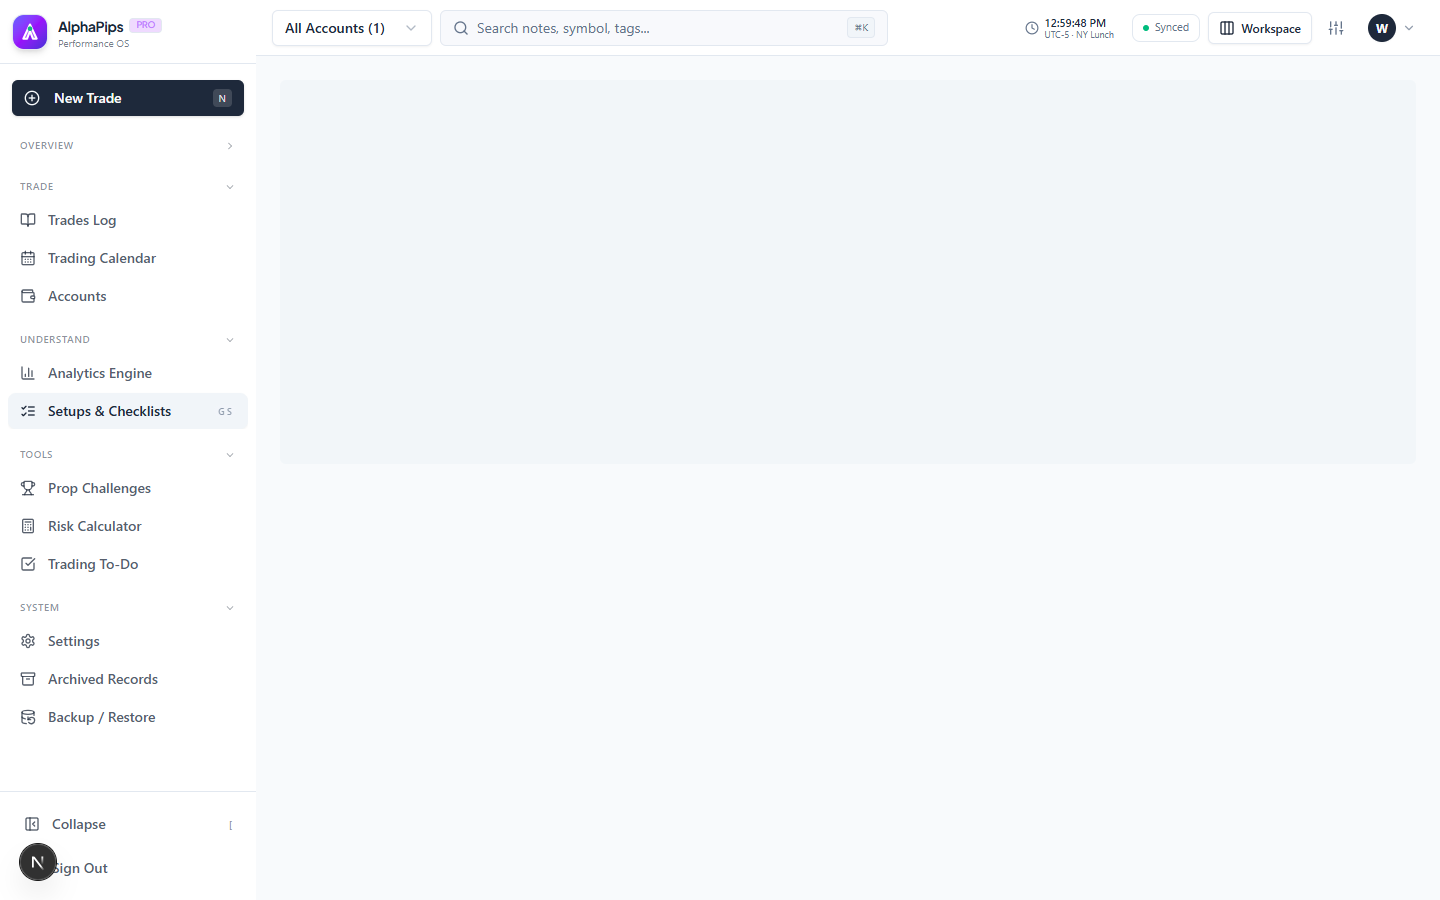 AlphaPips PRO
Performance OS
All Accounts (1)
Search notes, symbol, tags...
⌘K
12:59:48 PM
UTC-5 · NY Lunch
Synced
Workspace
W
New Trade N
OVERVIEW
TRADE
Trades Log
Trading Calendar
Accounts
UNDERSTAND
Analytics Engine
Setups & Checklists G S
TOOLS
Prop Challenges
Risk Calculator
Trading To-Do
SYSTEM
Settings
Archived Records
Backup / Restore
Collapse [
N
Sign Out